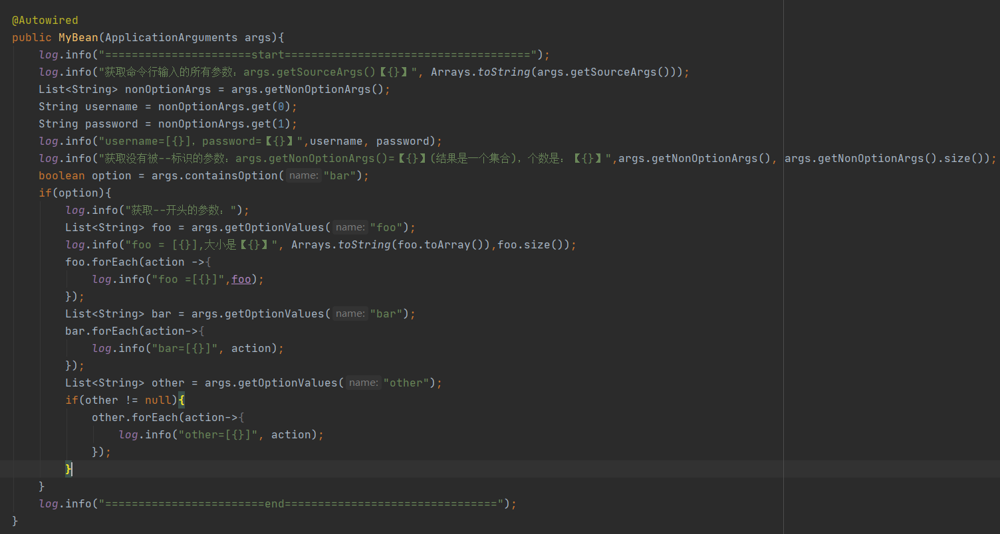 @Autowired
public MyBean(ApplicationArguments args){
    log.info("======================start=====================================");
    log.info("获取命令行输入的所有参数：args.getSourceArgs()【{}】", Arrays.toString(args.getSourceArgs()));
    List<String> nonOptionArgs = args.getNonOptionArgs();
    String username = nonOptionArgs.get(0);
    String password = nonOptionArgs.get(1);
    log.info("username=[{}]，password=【{}】",username, password);
    log.info("获取没有被--标识的参数：args.getNonOptionArgs()=【{}】(结果是一个集合)，个数是：【{}】",args.getNonOptionArgs(), args.getNonOptionArgs().size());
    boolean option = args.containsOption( name: "bar");
    if(option){
        log.info("获取--开头的参数：");
        List<String> foo = args.getOptionValues( name: "foo");
        log.info("foo = [{}],大小是【{}】", Arrays.toString(foo.toArray()),foo.size());
        foo.forEach(action ->{
            log.info("foo =[{}]",foo);
        });
        List<String> bar = args.getOptionValues( name: "bar");
        bar.forEach(action->{
            log.info("bar=[{}]", action);
        });
        List<String> other = args.getOptionValues( name: "other");
        if(other != null){
            other.forEach(action->{
                log.info("other=[{}]", action);
            });
        }
    }
    log.info("========================end================================");
}